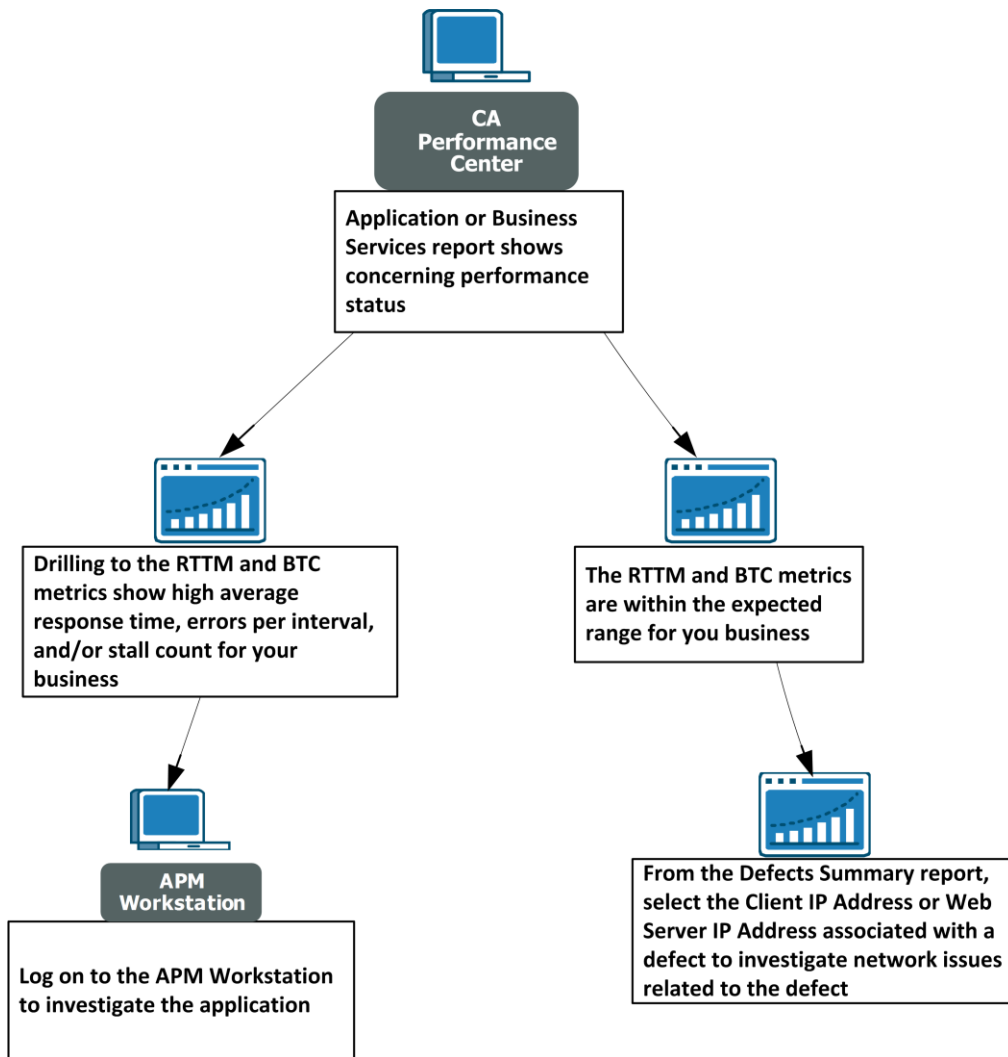 CA
Performance
Center
Application or Business
Services report shows
concerning performance
status
Drilling to the RTTM and BTC
metrics show high average
response time, errors per interval,
and/or stall count for your
business
The RTTM and BTC metrics
are within the expected
range for you business
APM
Workstation
Log on to the APM Workstation
to investigate the application
From the Defects Summary report,
select the Client IP Address or Web
Server IP Address associated with a
defect to investigate network issues
related to the defect